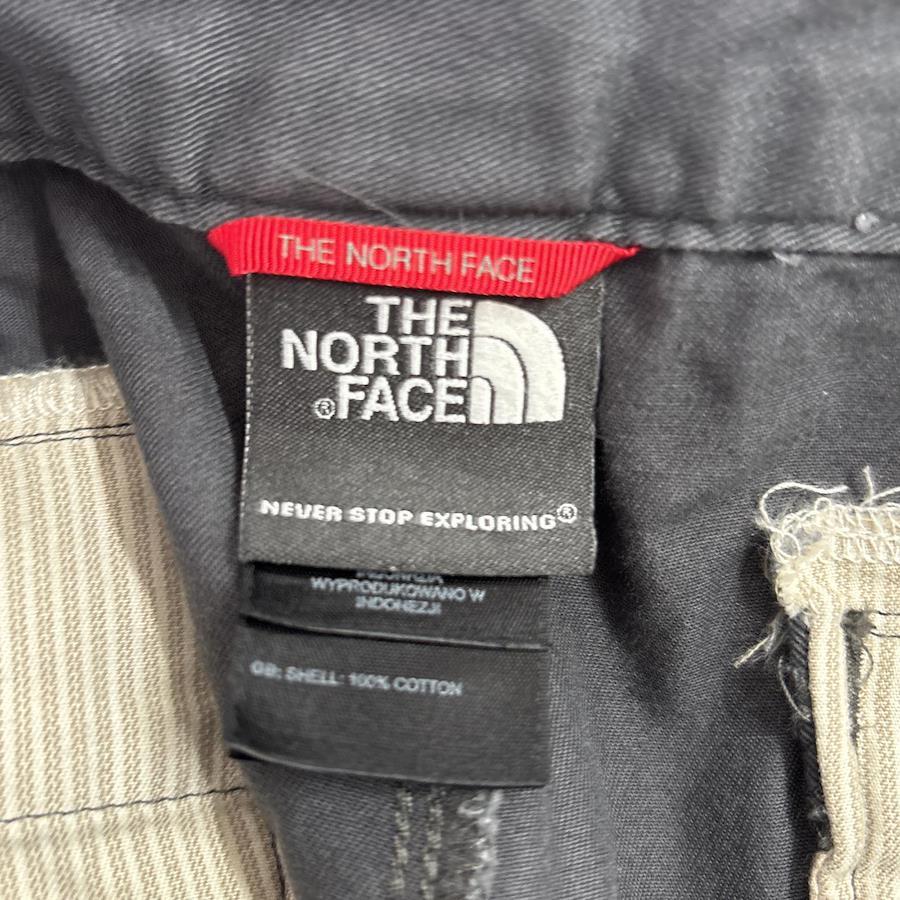 THE NORTH FACE
THE
NORTH
®FACE
NEVER STOP EXPLORING®
WYPRODUKOWANO W
INDONEZJI
GB: SHELL: 100% COTTON